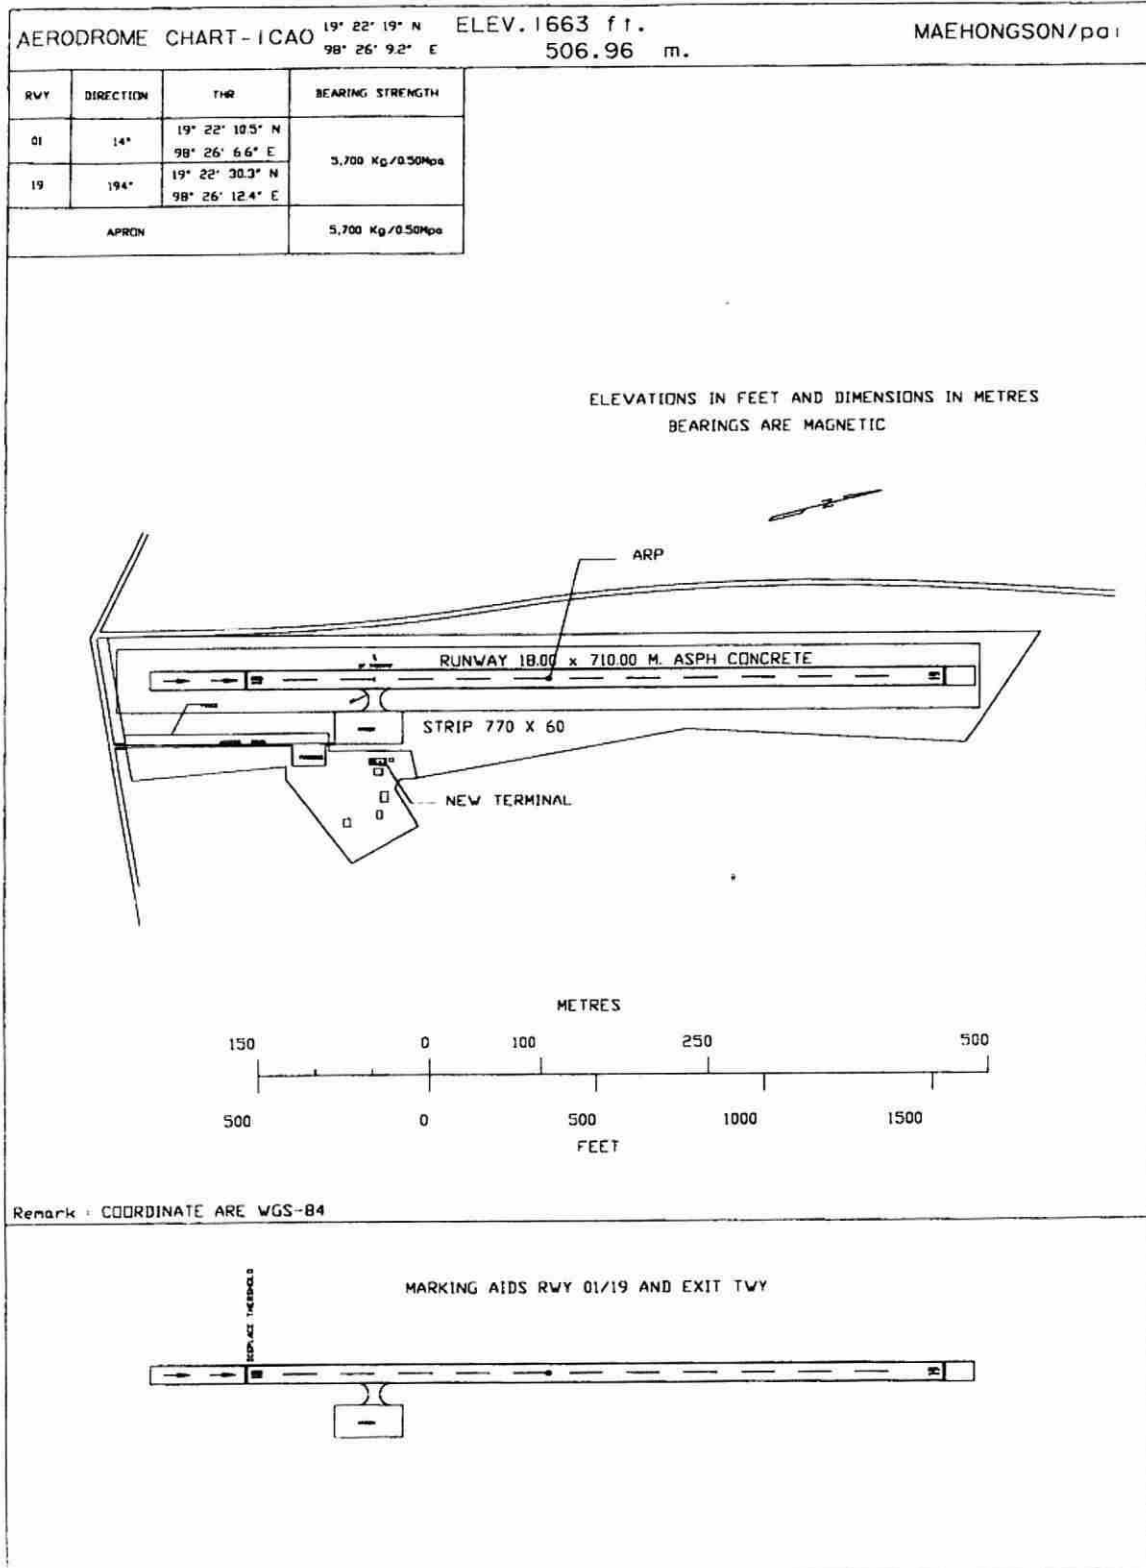 AERODROME CHART-ICAO 19° 22' 19" N ELEV.1663 ft. MAEHONGSON/pai
98° 26' 9.2" E 506.96 m.
RWY DIRECTION THR BEARING STRENGTH
01 14° 19° 22' 10.5" N
98° 26' 6.6" E
5,700 Kg/0.50Mpa
19 194° 19° 22' 30.3" N
98° 26' 12.4" E
APRON 5,700 Kg/0.50Mpa
ELEVATIONS IN FEET AND DIMENSIONS IN METRES
BEARINGS ARE MAGNETIC
N
ARP
RUNWAY 18.00 x 710.00 M. ASPH CONCRETE
STRIP 770 X 60
NEW TERMINAL
METRES
150 0 100 250 500
500 0 500 1000 1500
FEET
Remark : COORDINATE ARE WGS-84
MARKING AIDS RWY 01/19 AND EXIT TWY
DISPLACE THERSHOLD